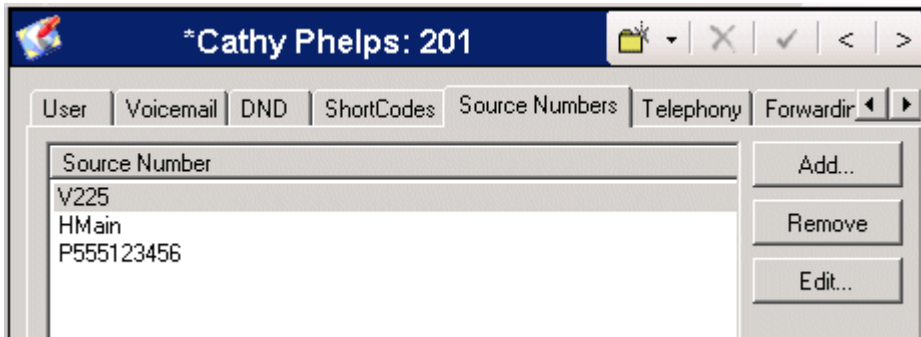 *Cathy Phelps: 201
User Voicemail DND ShortCodes Source Numbers Telephony Forwardin
Source Number
V225
HMain
P555123456
Add...
Remove
Edit...